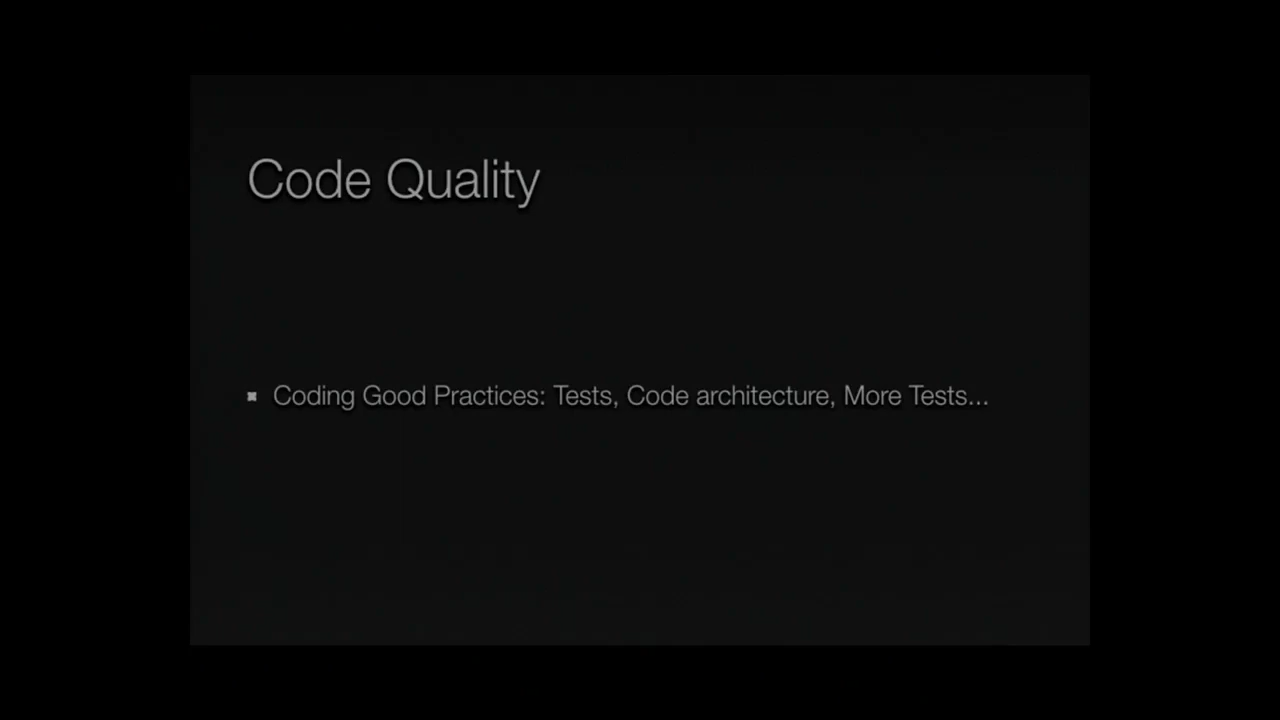 Code Quality
Coding Good Practices: Tests, Code architecture, More Tests...